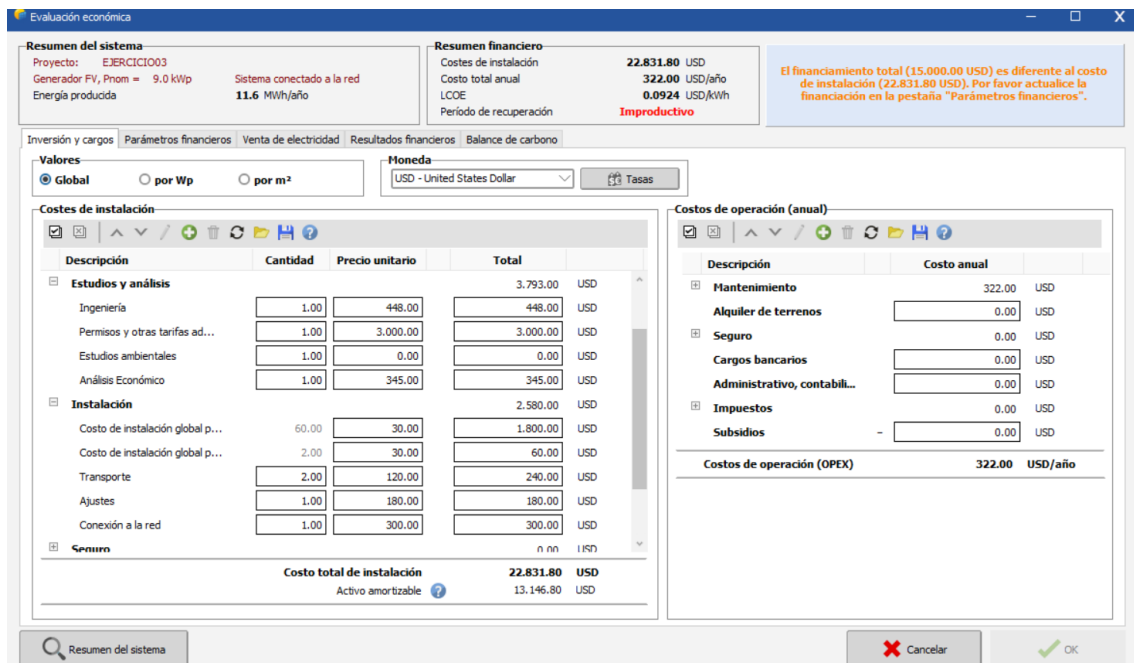 Evaluación económica
Resumen del sistema
Proyecto: EJERCICIO03
Generador FV, Pnom = 9.0 kWp Sistema conectado a la red
Energía producida 11.6 MWh/año
Resumen financiero
Costes de instalación 22.831.80 USD
Costo total anual 322.00 USD/año
LCOE 0.0924 USD/kWh
Período de recuperación Improductivo
El financiamiento total (15.000.00 USD) es diferente al costo
de instalación (22.831.80 USD). Por favor actualice la
financiación en la pestaña "Parámetros financieros".
Inversión y cargos Parámetros financieros Venta de electricidad Resultados financieros Balance de carbono
Valores
Global por Wp por m²
Moneda
USD - United States Dollar Tasas
Costes de instalación
Descripción Cantidad Precio unitario Total
Estudios y análisis 3.793.00 USD
Ingeniería 1.00 448.00 448.00 USD
Permisos y otras tarifas ad... 1.00 3.000.00 3.000.00 USD
Estudios ambientales 1.00 0.00 0.00 USD
Análisis Económico 1.00 345.00 345.00 USD
Instalación 2.580.00 USD
Costo de instalación global p... 60.00 30.00 1.800.00 USD
Costo de instalación global p... 2.00 30.00 60.00 USD
Transporte 2.00 120.00 240.00 USD
Ajustes 1.00 180.00 180.00 USD
Conexión a la red 1.00 300.00 300.00 USD
Seguro 0.00 USD
Costo total de instalación 22.831.80 USD
Activo amortizable 13.146.80 USD
Costos de operación (anual)
Descripción Costo anual
Mantenimiento 322.00 USD
Alquiler de terrenos 0.00 USD
Seguro 0.00 USD
Cargos bancarios 0.00 USD
Administrativo, contabili... 0.00 USD
Impuestos 0.00 USD
Subsidios - 0.00 USD
Costos de operación (OPEX) 322.00 USD/año
Resumen del sistema Cancelar OK